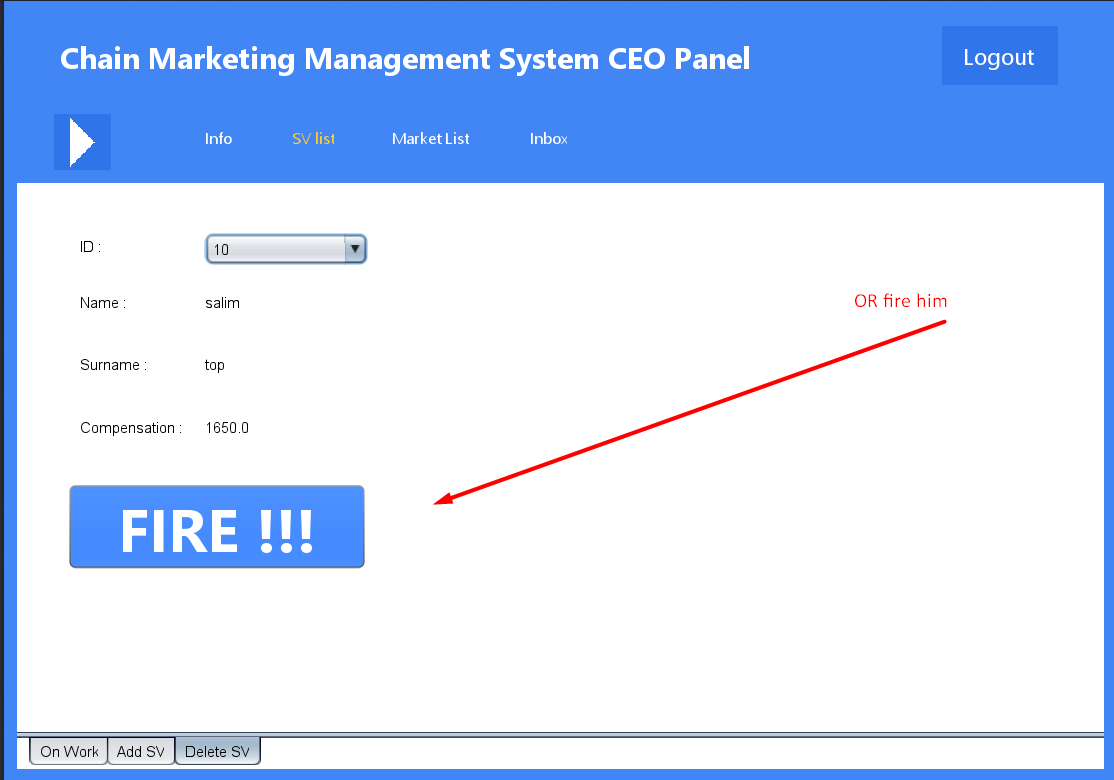 Chain Marketing Management System CEO Panel
Logout
Info SV list Market List Inbox
ID : 10
Name : salim
OR fire him
Surname : top
Compensation : 1650.0
FIRE !!!
On Work Add SV Delete SV